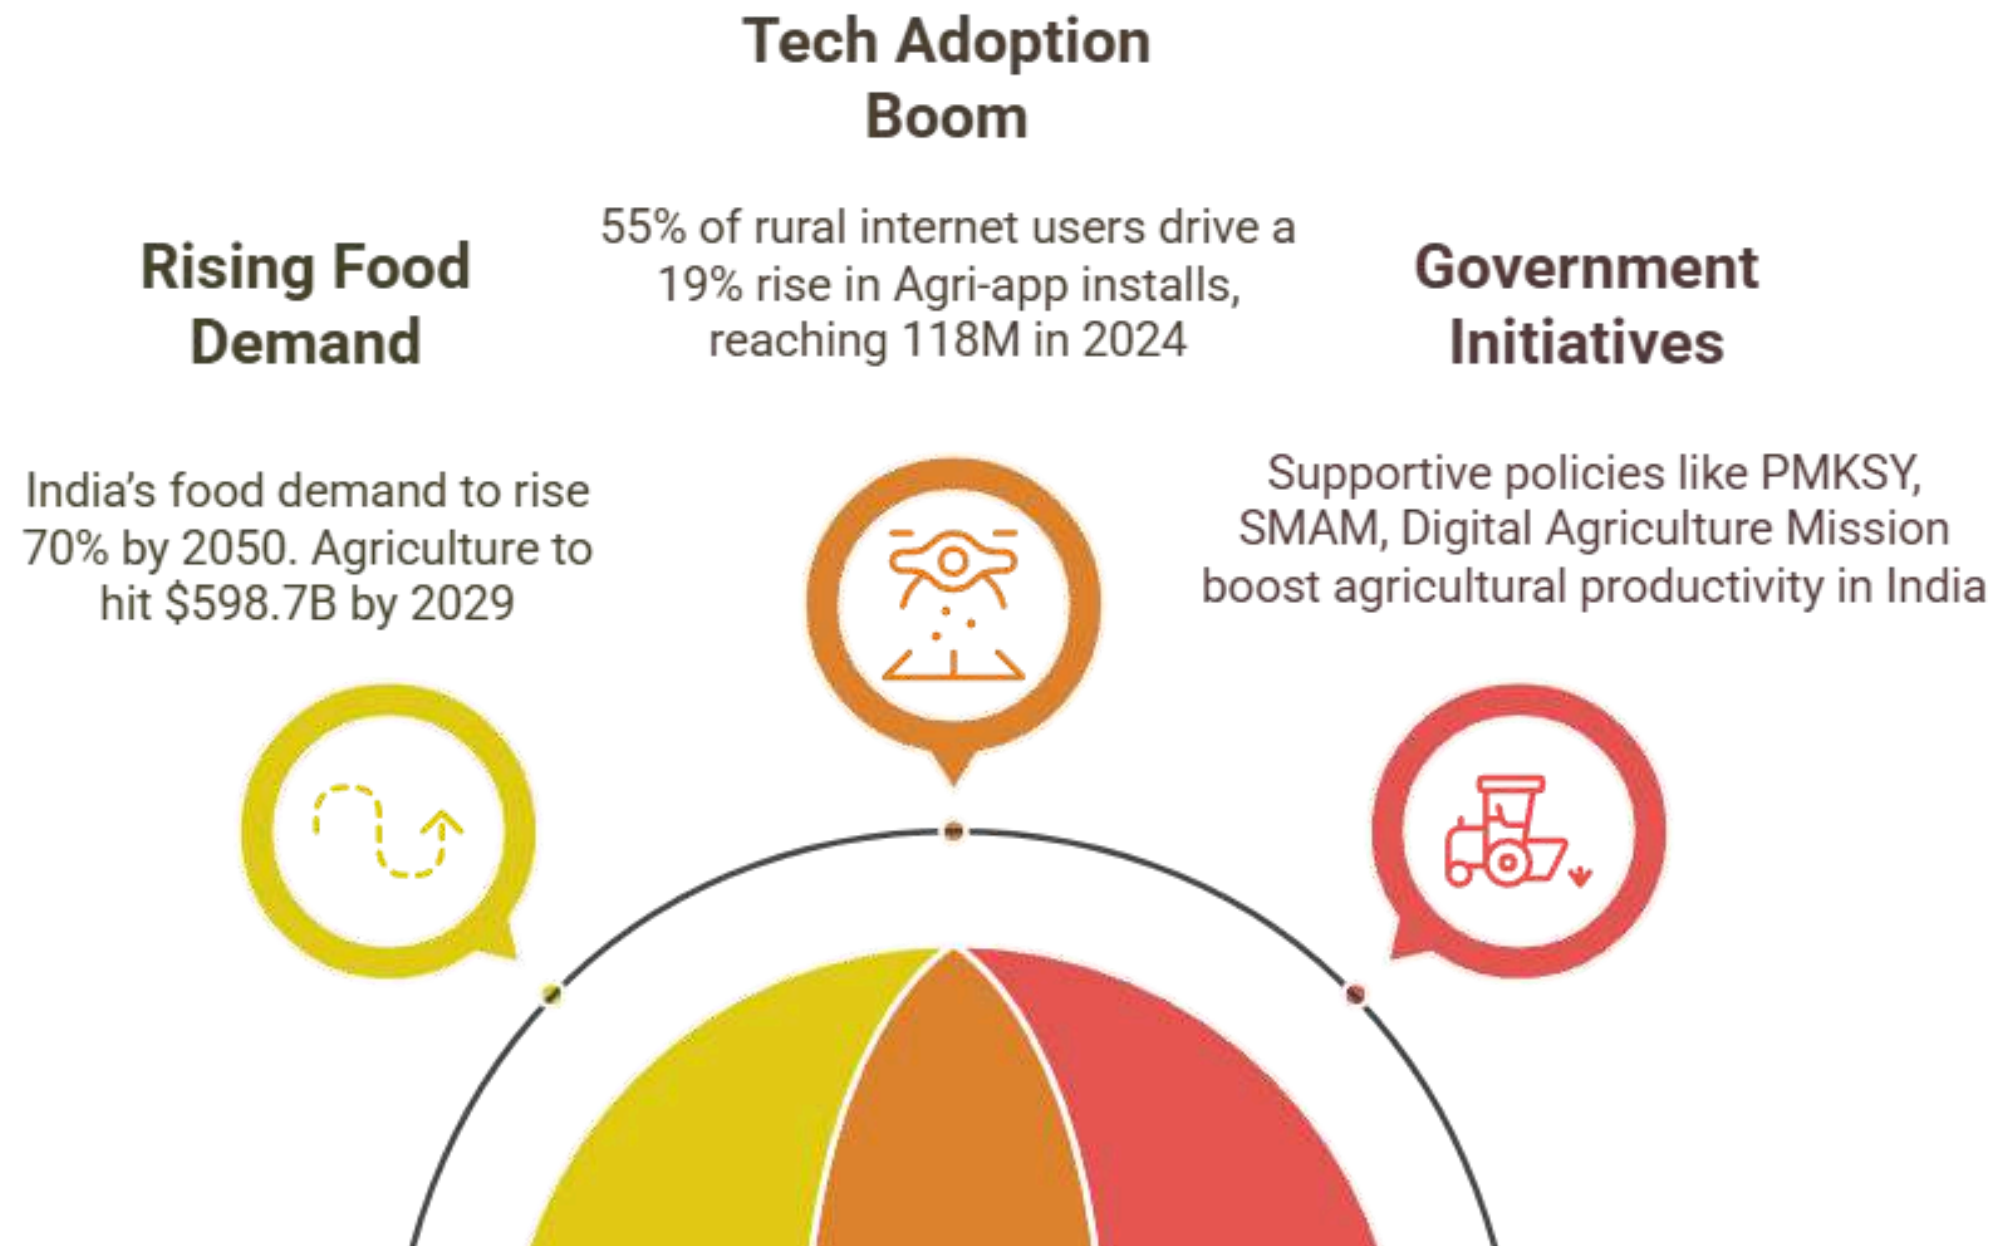 Tech Adoption
Boom
55% of rural internet users drive a
19% rise in Agri-app installs,
reaching 118M in 2024
Rising Food
Demand
India’s food demand to rise
70% by 2050. Agriculture to
hit $598.7B by 2029
Government
Initiatives
Supportive policies like PMKSY,
SMAM, Digital Agriculture Mission
boost agricultural productivity in India